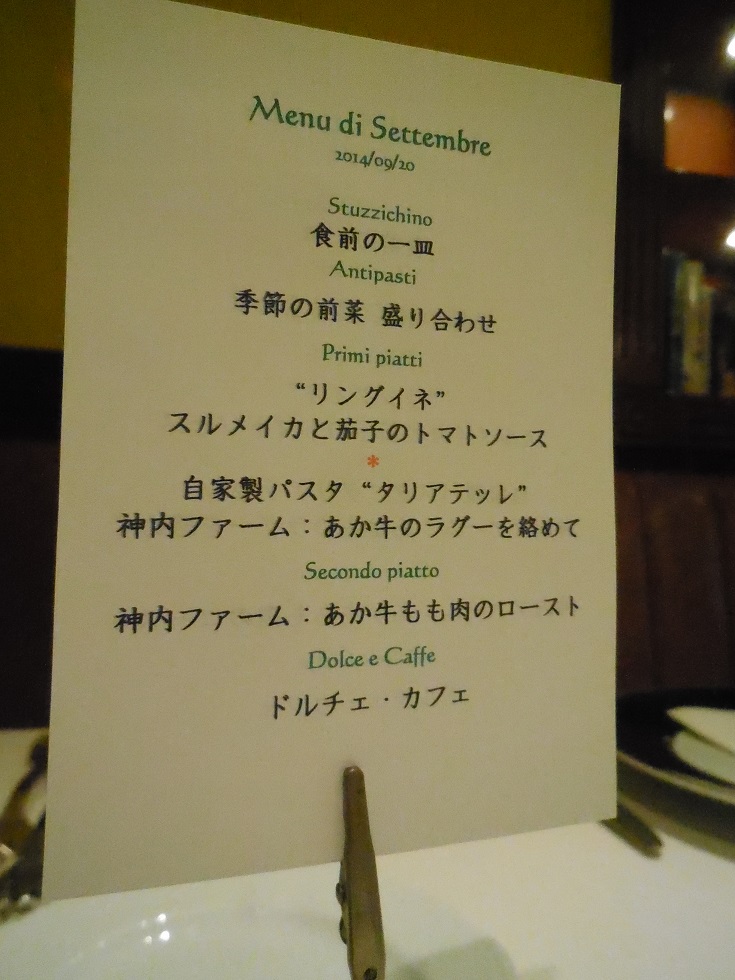 Menu di Settembre
2014/09/20
Stuzzichino
食前の一皿
Antipasti
季節の前菜 盛り合わせ
Primi piatti
“リングイネ”
スルメイカと茄子のトマトソース
*
自家製パスタ “タリアテッレ”
神内ファーム：あか牛のラグーを絡めて
Secondo piatto
神内ファーム：あか牛もも肉のロースト
Dolce e Caffe
ドルチェ・カフェ